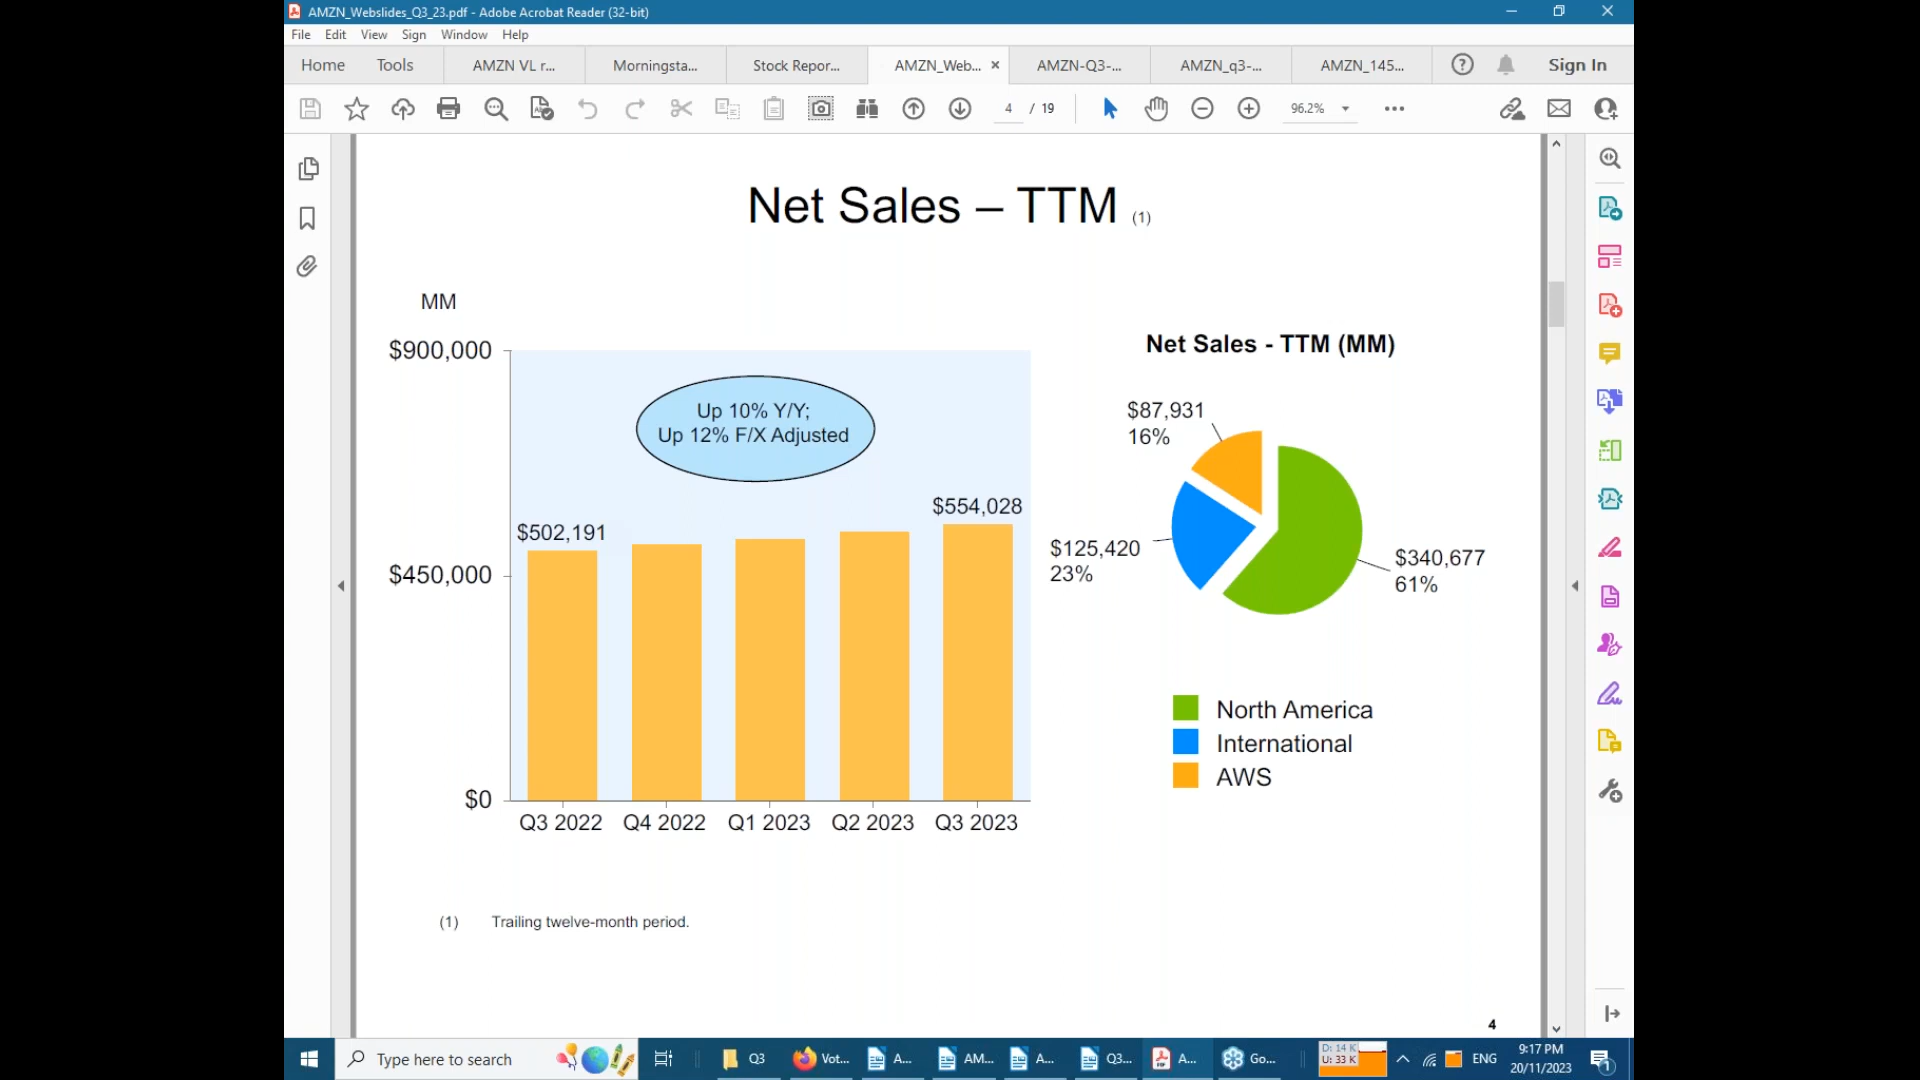 AMZN_Webslides_Q3_23.pdf - Adobe Acrobat Reader (32-bit)
File Edit View Sign Window Help
Home Tools AMZN VL r... Morningsta... Stock Repor... AMZN_Web... × AMZN-Q3-... AMZN_q3-... AMZN_145... Sign In
4 / 19 96.2%
Net Sales – TTM (1)
MM
$900,000
$450,000
$0
Up 10% Y/Y;
Up 12% F/X Adjusted
$502,191
$554,028
Q3 2022 Q4 2022 Q1 2023 Q2 2023 Q3 2023
Net Sales - TTM (MM)
$87,931
16%
$125,420
23%
$340,677
61%
North America
International
AWS
(1) Trailing twelve-month period.
4
Type here to search Q3 Vot... A... AM... A... Q3... A... Go... ENG
D: 14 K
U: 33 K
9:17 PM
20/11/2023
1